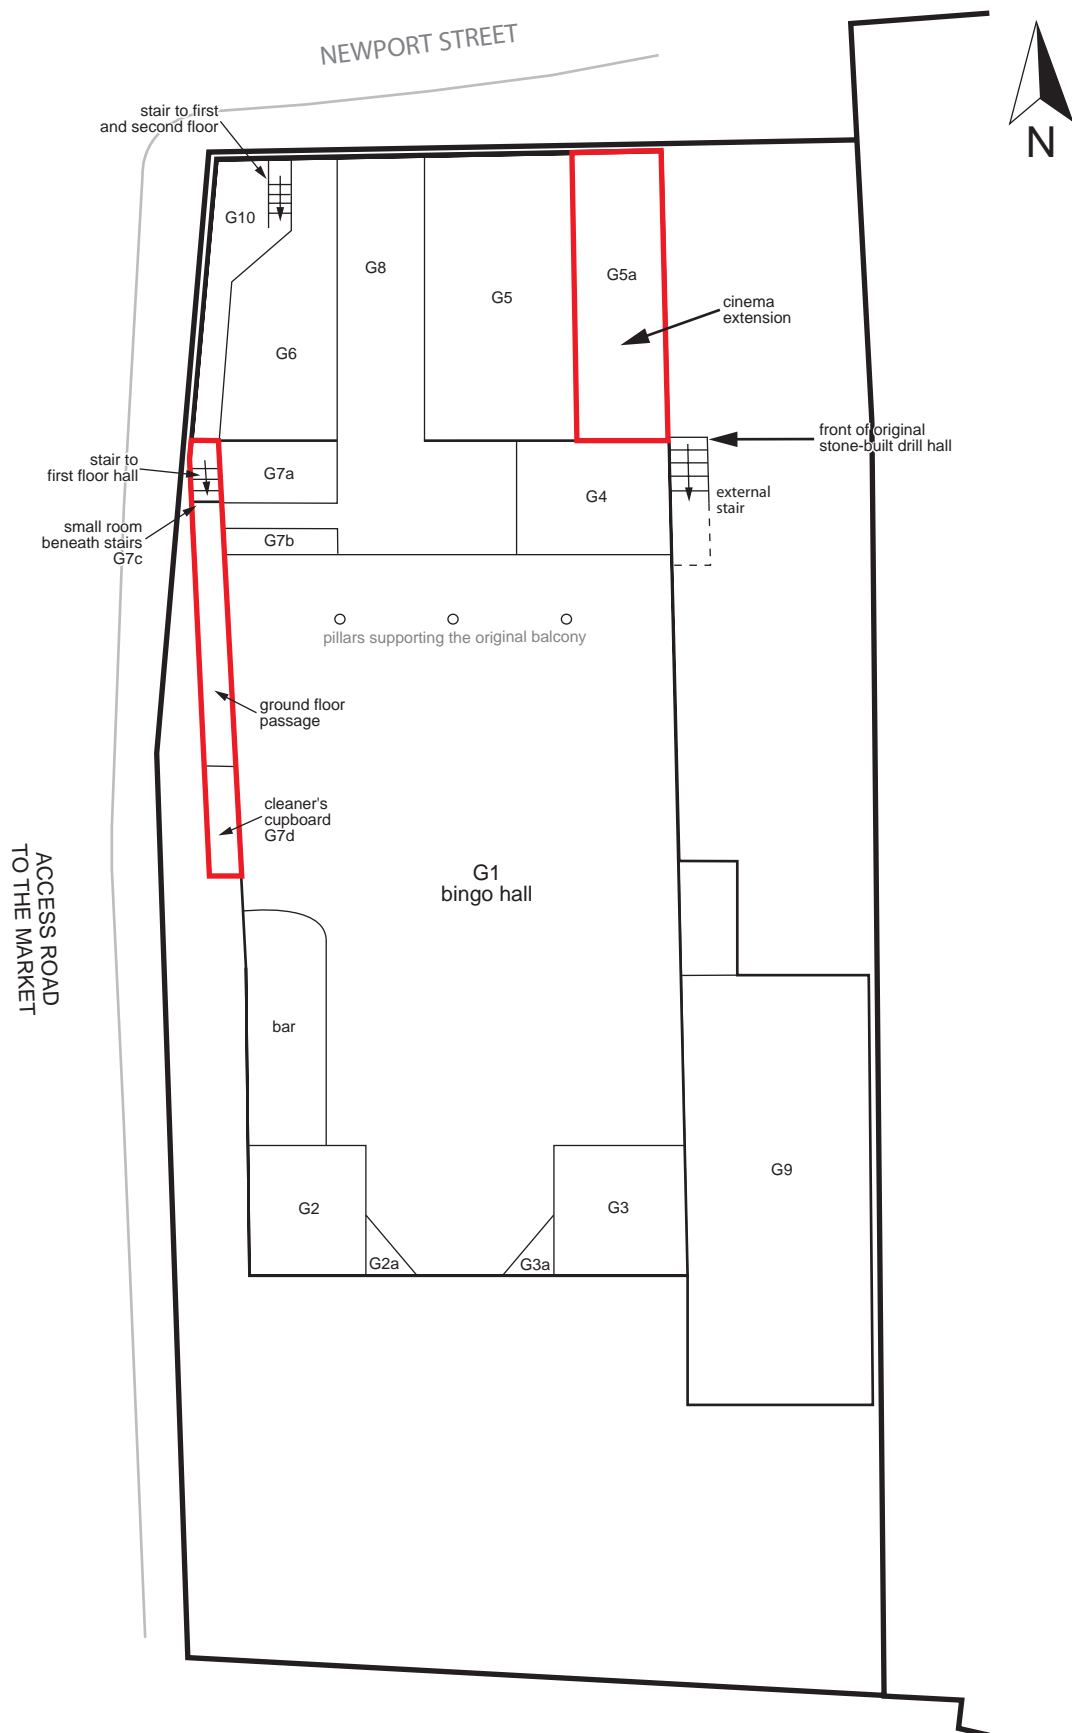 NEWPORT STREET
N
stair to first
and second floor
G10
G8
G5
G5a
cinema
extension
G6
front of original
stone-built drill hall
stair to
first floor hall
G7a
G4
external
stair
small room
beneath stairs
G7c
G7b
pillars supporting the original balcony
ground floor
passage
cleaner's
cupboard
G7d
ACCESS ROAD
TO THE MARKET
G1
bingo hall
bar
G9
G2
G3
G2a
G3a